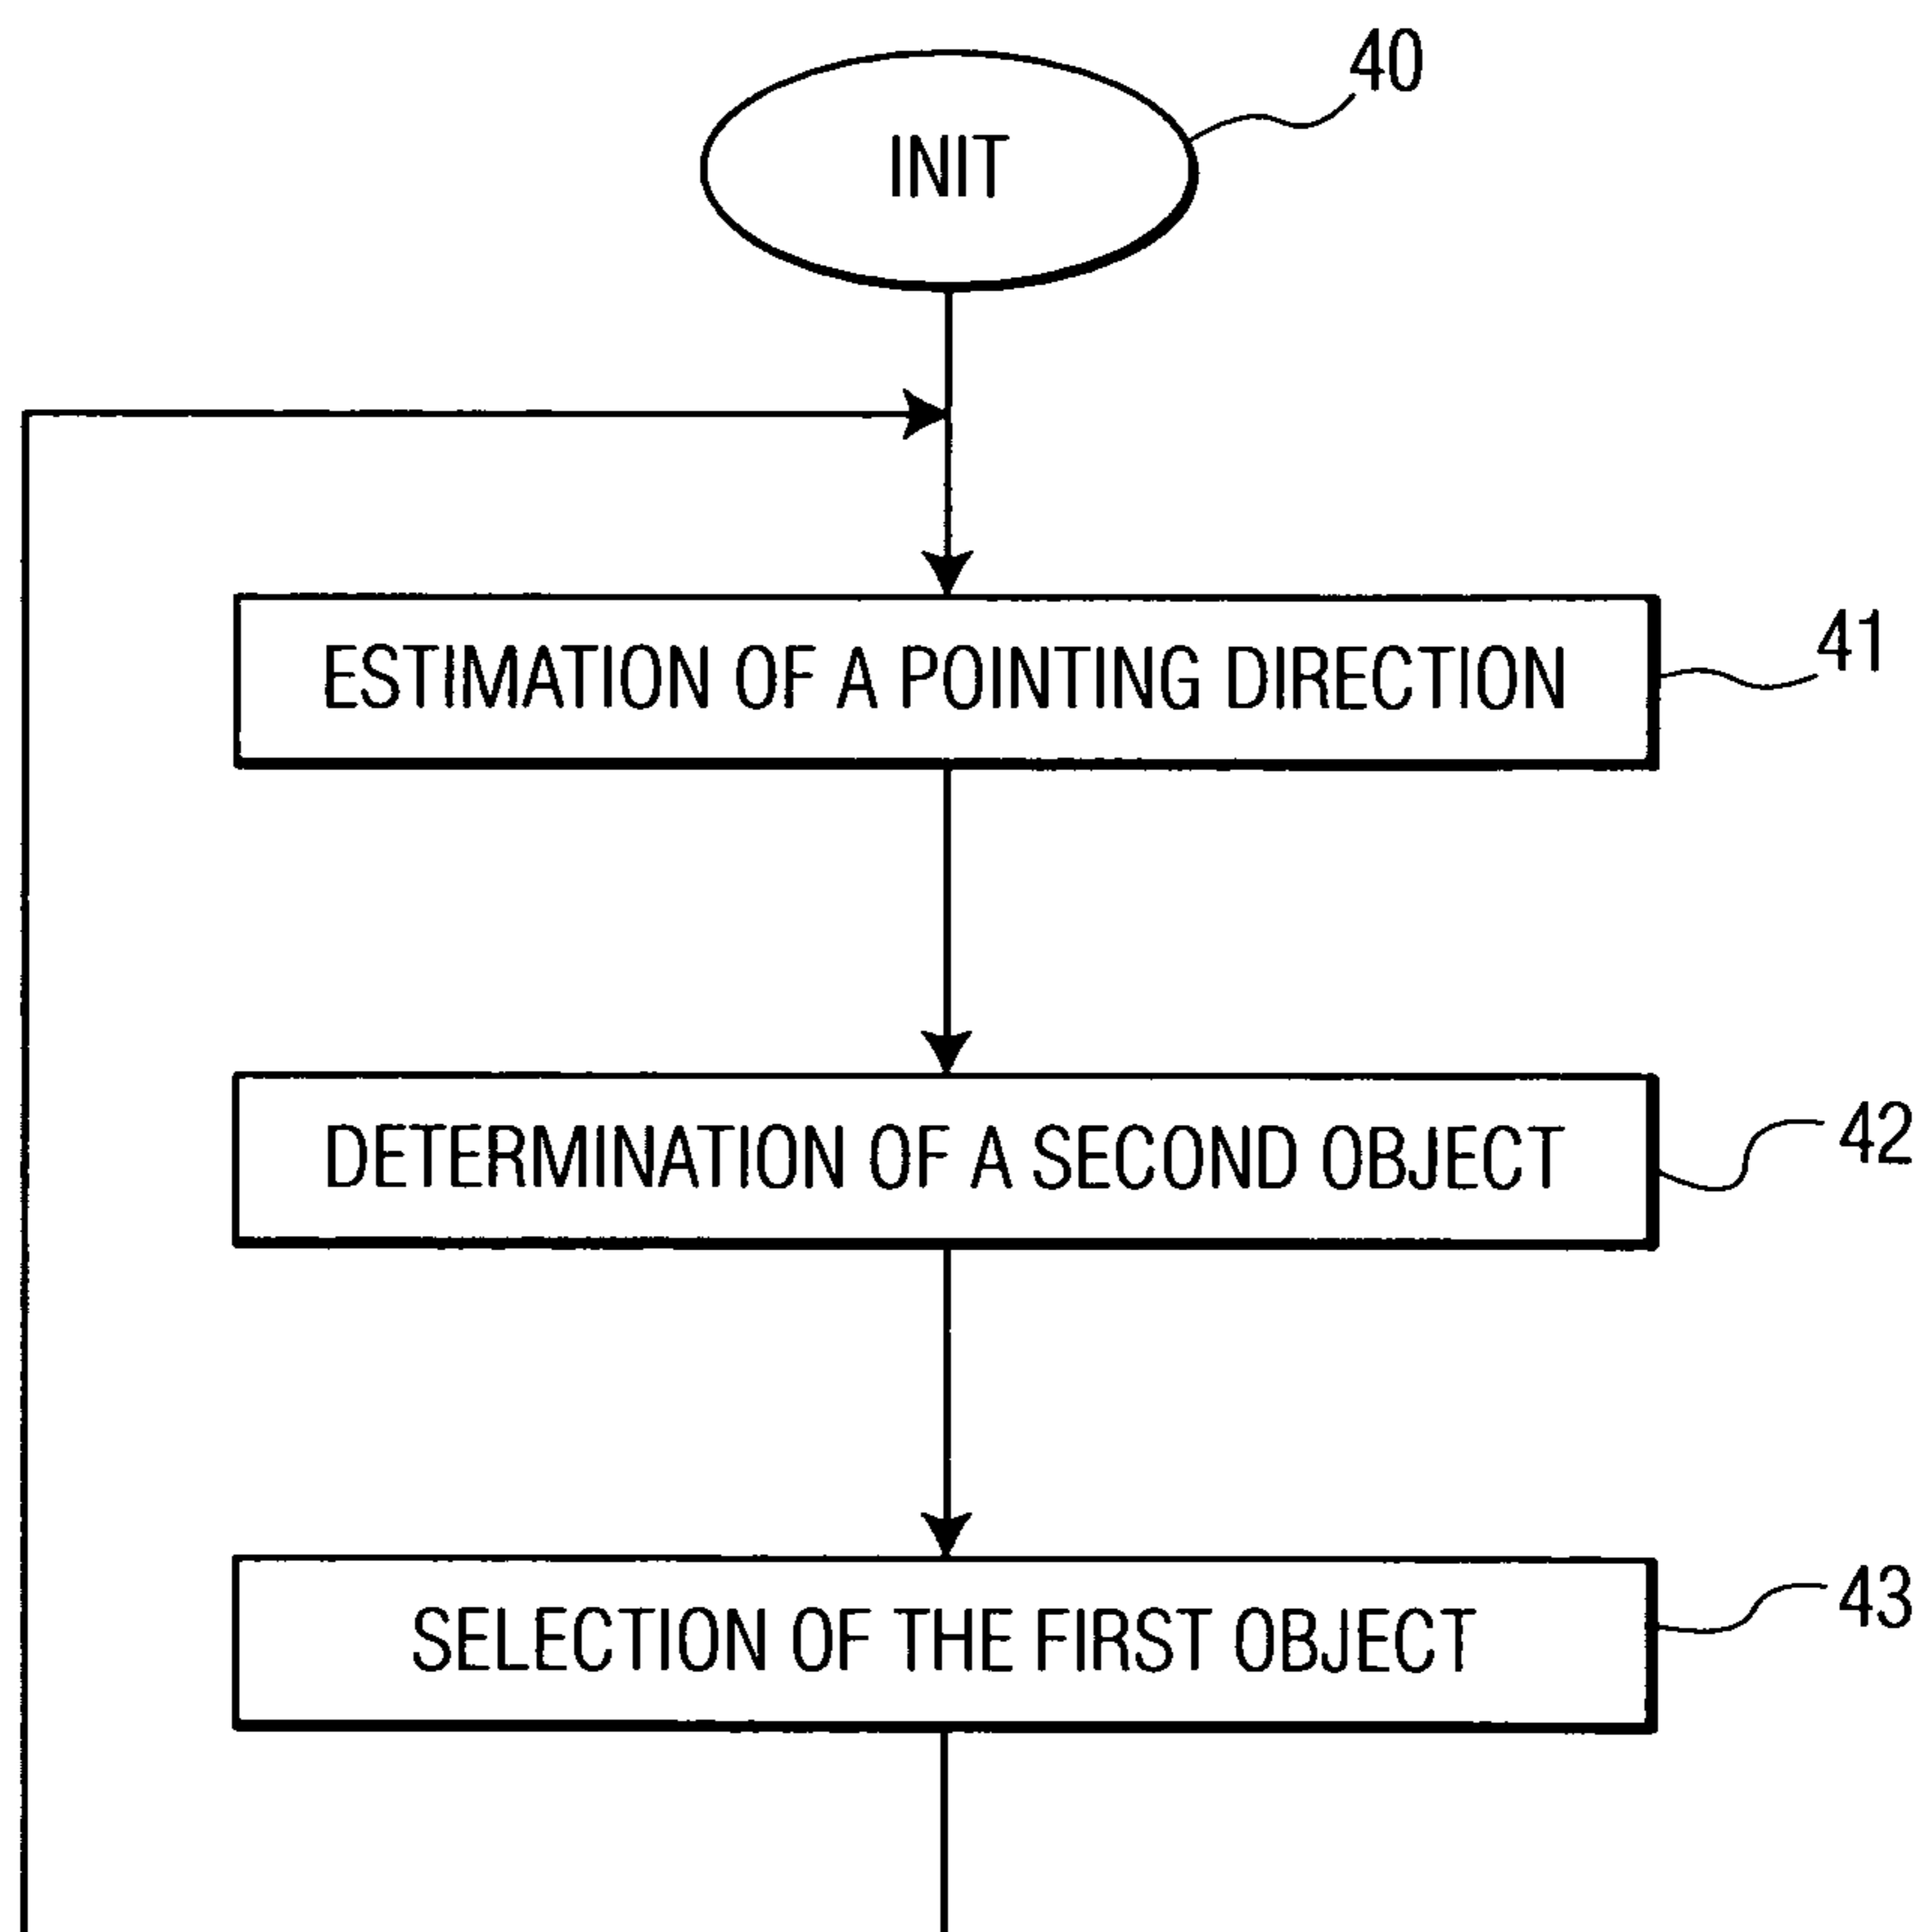 40
INIT
ESTIMATION OF A POINTING DIRECTION
41
DETERMINATION OF A SECOND OBJECT
42
SELECTION OF THE FIRST OBJECT
43